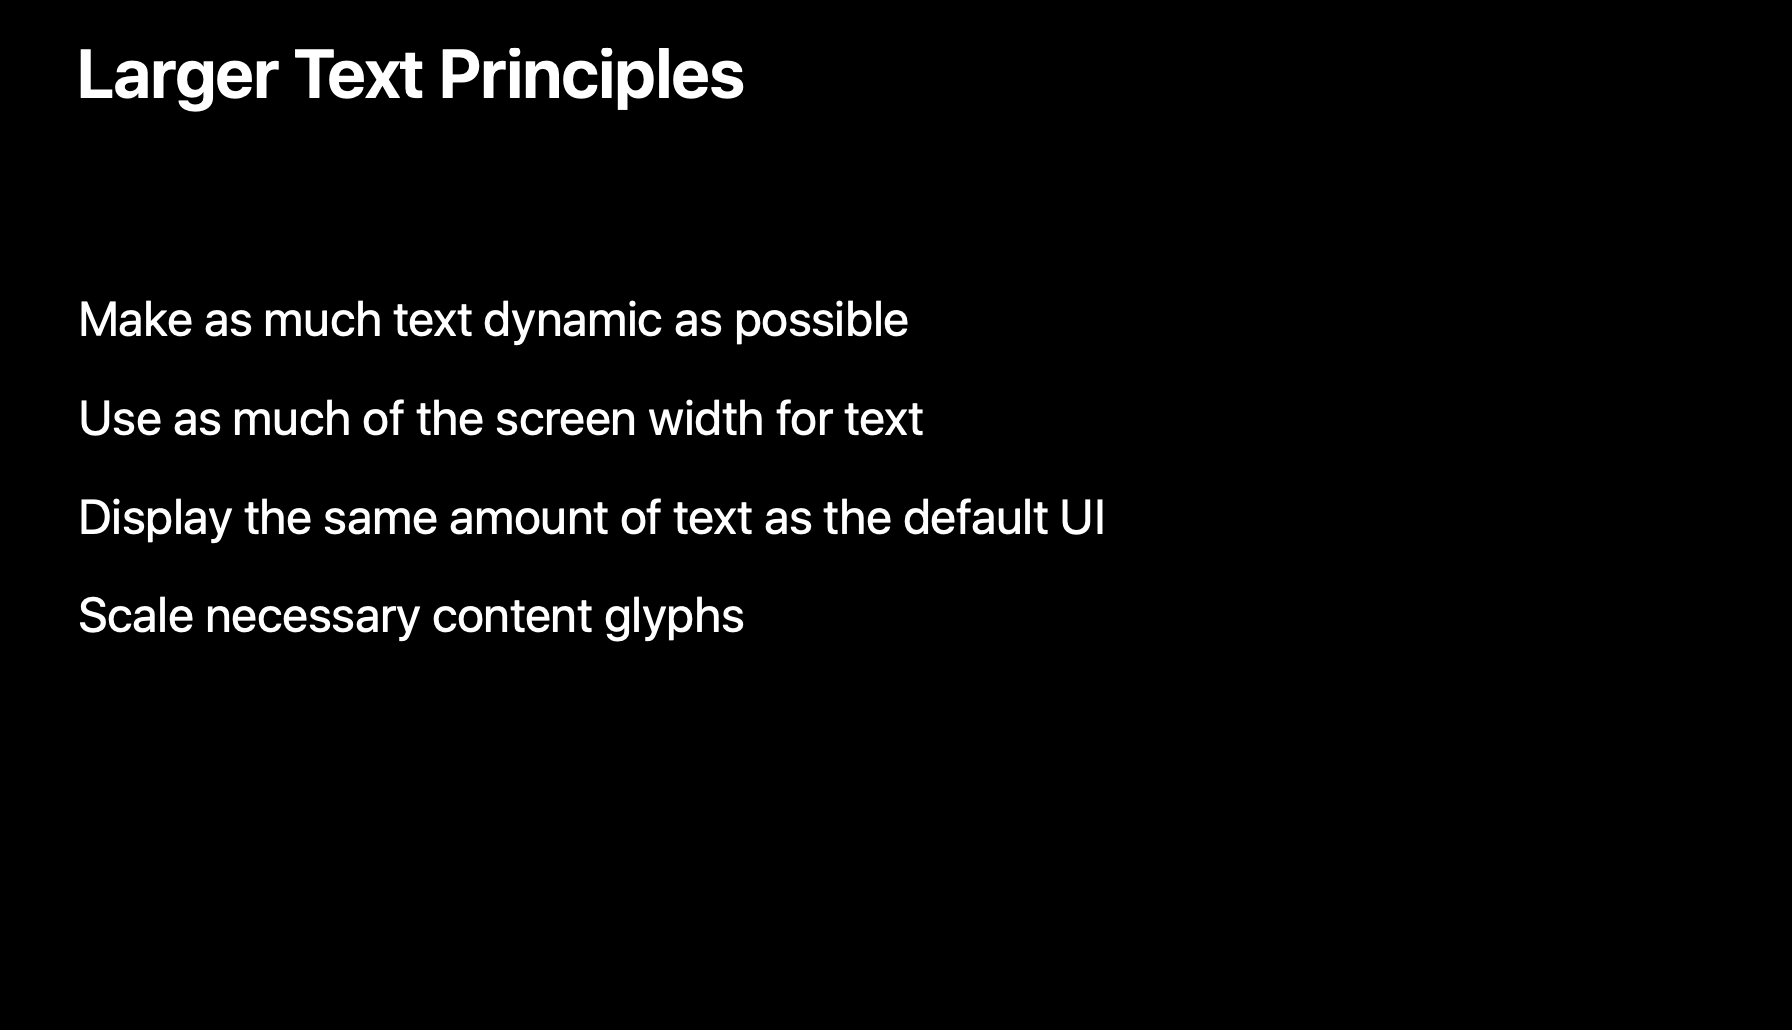 Larger Text Principles
Make as much text dynamic as possible
Use as much of the screen width for text
Display the same amount of text as the default UI
Scale necessary content glyphs